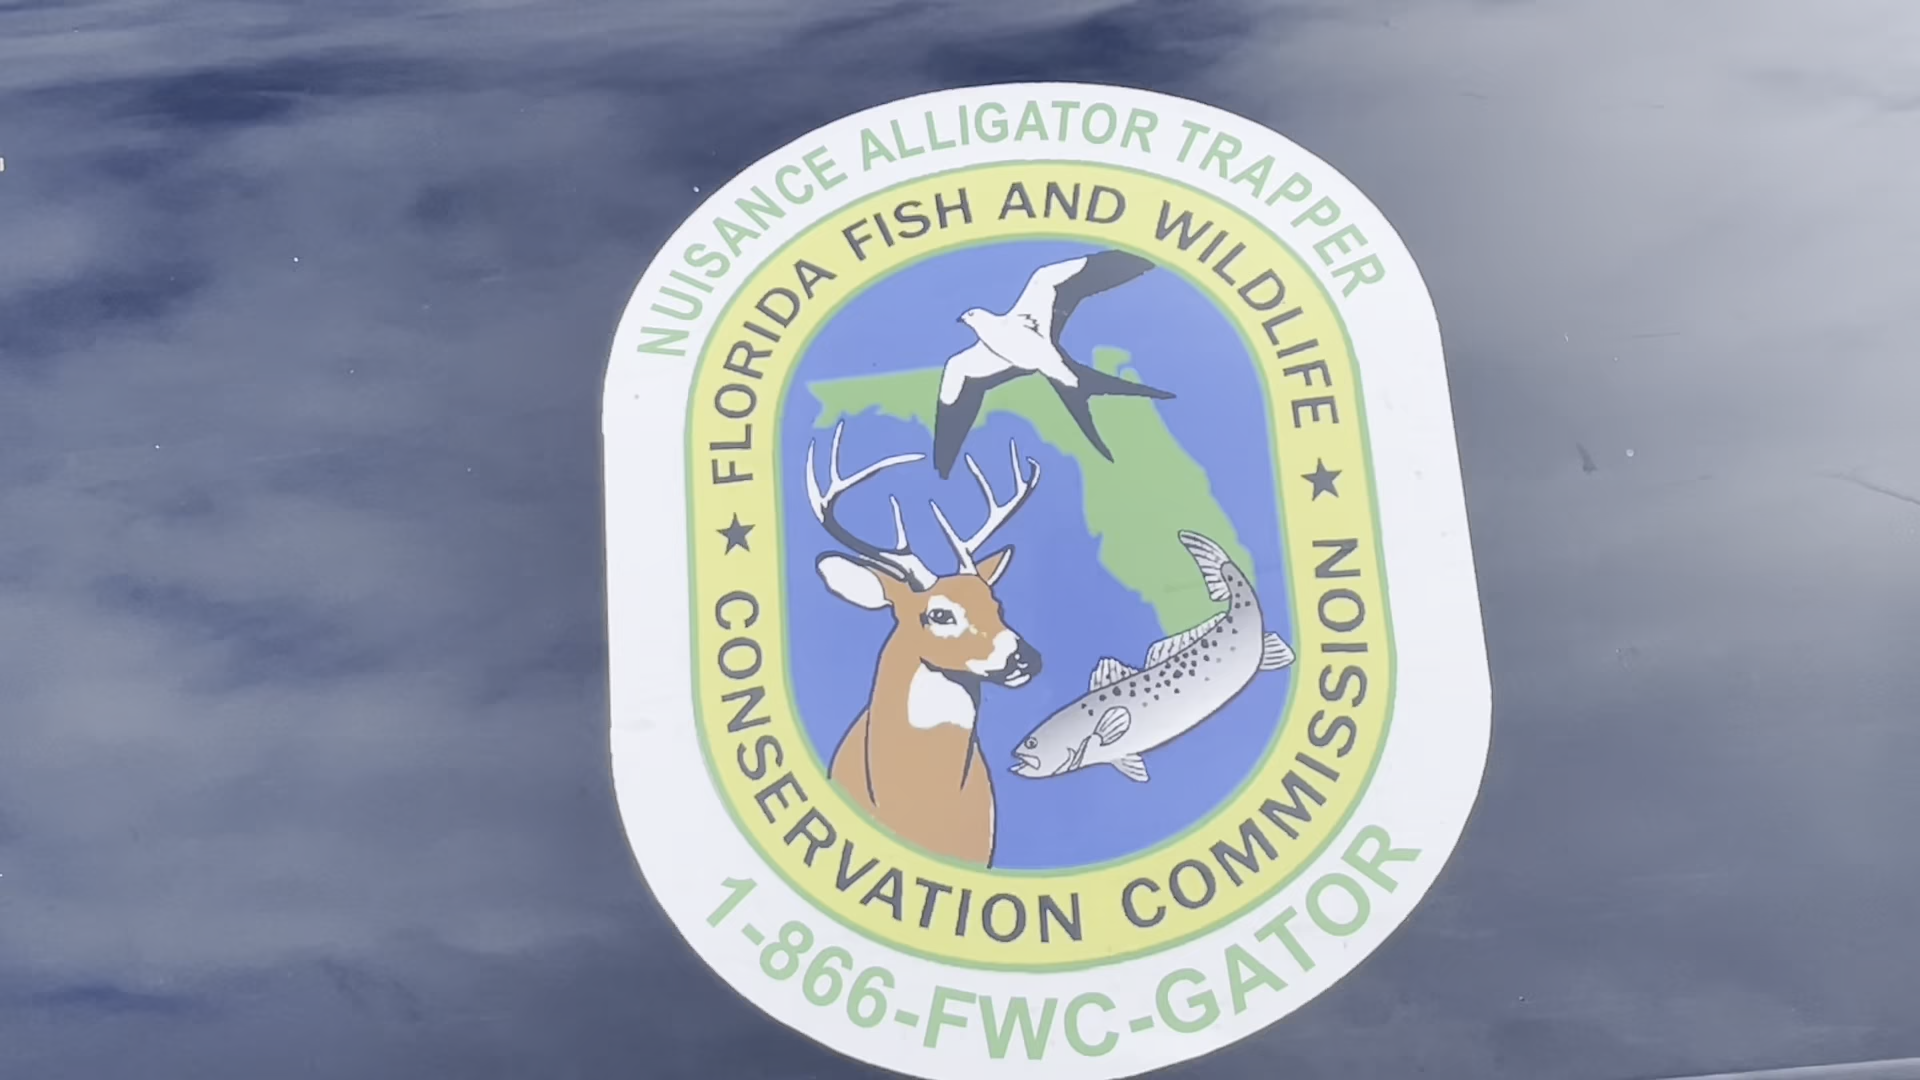 NUISANCE ALLIGATOR TRAPPER
FLORIDA FISH AND WILDLIFE
★ CONSERVATION COMMISSION ★
1-866-FWC-GATOR